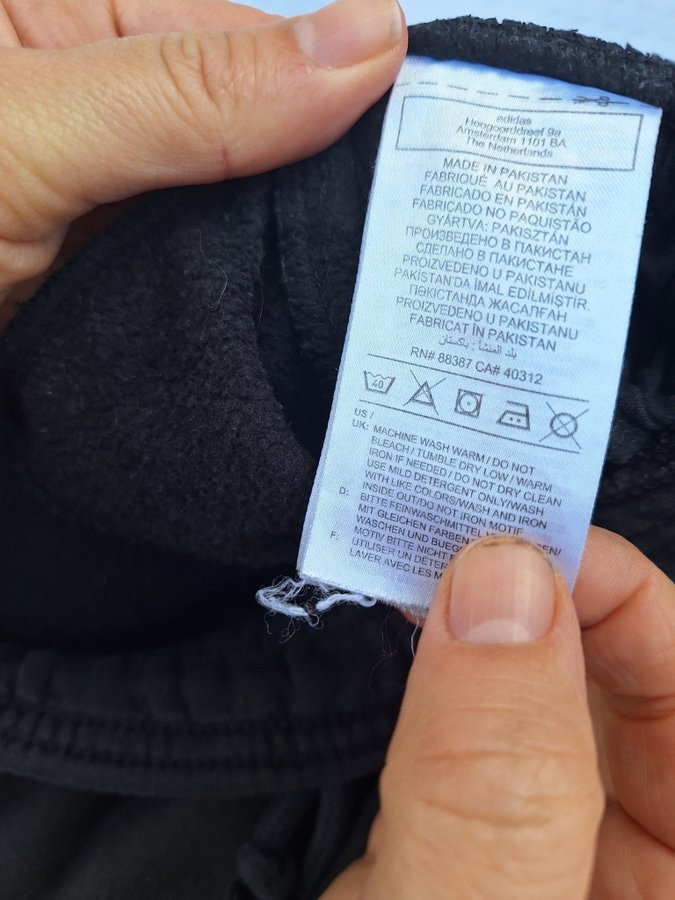 adidas
Hoogoorddreef 9a
Amsterdam 1101 BA
The Netherlands
MADE IN PAKISTAN
FABRIQUÉ AU PAKISTAN
FABRICADO EN PAKISTÁN
FABRICADO NO PAQUISTÃO
GYÁRTVA: PAKISZTÁN
ПРОИЗВЕДЕНО В ПАКИСТАН
СДЕЛАНО В ПАКИСТАНЕ
PROIZVEDENO U PAKISTANU
PAKISTAN'DA İMAL EDİLMİŞTİR.
ПӘКІСТАНДА ЖАСАЛҒАН
PROIZVEDENO U PAKISTANU
FABRICAT ÎN PAKISTAN
بلد المنشأ: باكستان
RN# 88387 CA# 40312
40
US /
UK: MACHINE WASH WARM / DO NOT
BLEACH / TUMBLE DRY LOW / WARM
IRON IF NEEDED / DO NOT DRY CLEAN
USE MILD DETERGENT ONLY/WASH
WITH LIKE COLORS/WASH AND IRON
INSIDE OUT/DO NOT IRON MOTIF
D: BITTE FEINWASCHMITTEL
MIT GLEICHEN FARBEN
WASCHEN UND
MOTIV BITTE NICHT
F: UTILISER UN
LAVER AVEC LES